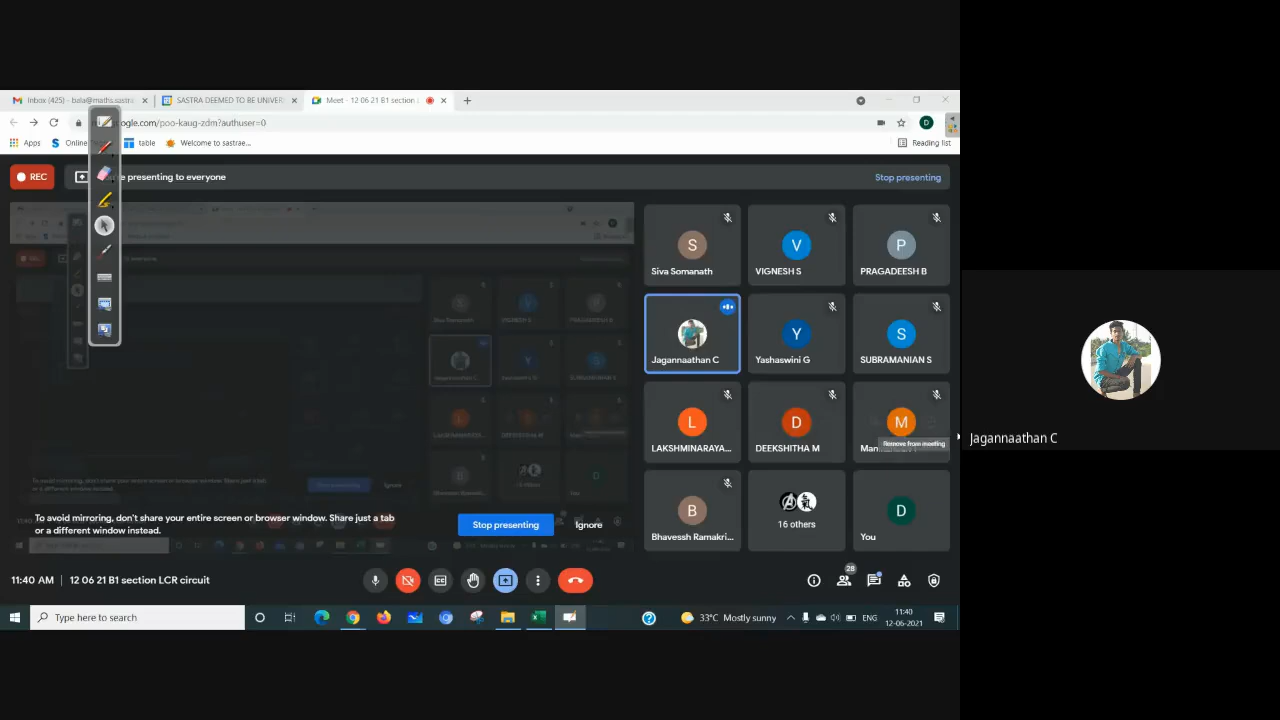 Inbox (425) - bala@maths.sastra
SASTRA DEEMED TO BE UNIVER
Meet - 12 06 21 B1 section
oogle.com/poo-kaug-zdm?authuser=0
Apps
Online
table
Welcome to sastrae...
Reading list
REC
presenting to everyone
Stop presenting
S
Siva Somanath
V
VIGNESH S
P
PRAGADEESH B
Jagannaathan C
Y
Yashaswini G
S
SUBRAMANIAN S
L
LAKSHMINARAYA...
D
DEEKSHITHA M
M
Remove from meeting
B
Bhavessh Ramakri...
16 others
D
You
To avoid mirroring, don't share your entire screen or browser window. Share just a tab
or a different window instead.
Stop presenting
Ignore
11:40 AM | 12 06 21 B1 section LCR circuit
28
Type here to search
33°C Mostly sunny
ENG
11:40
12-06-2021
Jagannaathan C